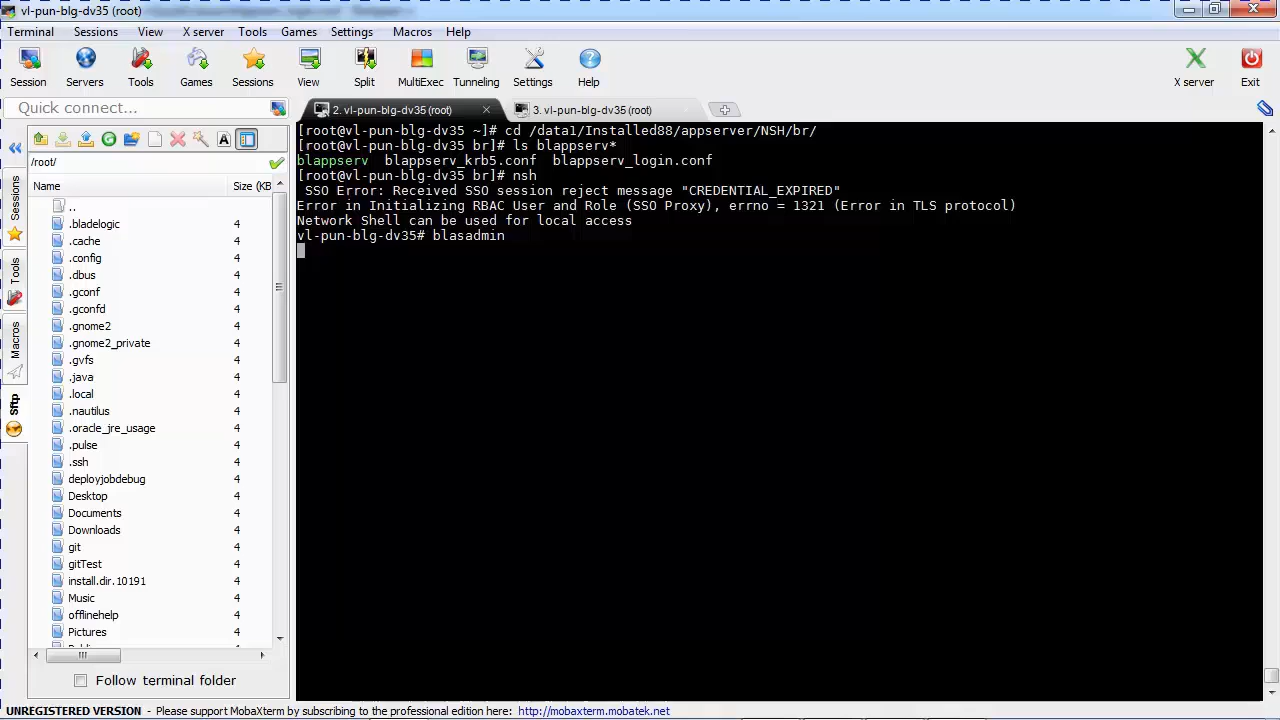 vl-pun-blg-dv35 (root)
Terminal Sessions View X server Tools Games Settings Macros Help
Session Servers Tools Games Sessions View Split MultiExec Tunneling Settings Help X server Exit
Quick connect...
2. vl-pun-blg-dv35 (root)
3. vl-pun-blg-dv35 (root)
/root/
Name Size (KB
..
.bladelogic 4
.cache 4
.config 4
.dbus 4
.gconf 4
.gconfd 4
.gnome2 4
.gnome2_private 4
.gvfs 4
.java 4
.local 4
.nautilus 4
.oracle_jre_usage 4
.pulse 4
.ssh 4
deployjobdebug 4
Desktop 4
Documents 4
Downloads 4
git 4
gitTest 4
install.dir.10191 4
Music 4
offlinehelp 4
Pictures 4
Follow terminal folder
Sessions
Tools
Macros
Sftp
[root@vl-pun-blg-dv35 ~]# cd /data1/Installed88/appserver/NSH/br/
[root@vl-pun-blg-dv35 br]# ls blappserv*
blappserv blappserv_krb5.conf blappserv_login.conf
[root@vl-pun-blg-dv35 br]# nsh
SSO Error: Received SSO session reject message "CREDENTIAL_EXPIRED"
Error in Initializing RBAC User and Role (SSO Proxy), errno = 1321 (Error in TLS protocol)
Network Shell can be used for local access
vl-pun-blg-dv35# blasadmin
UNREGISTERED VERSION - Please support MobaXterm by subscribing to the professional edition here: http://mobaxterm.mobatek.net